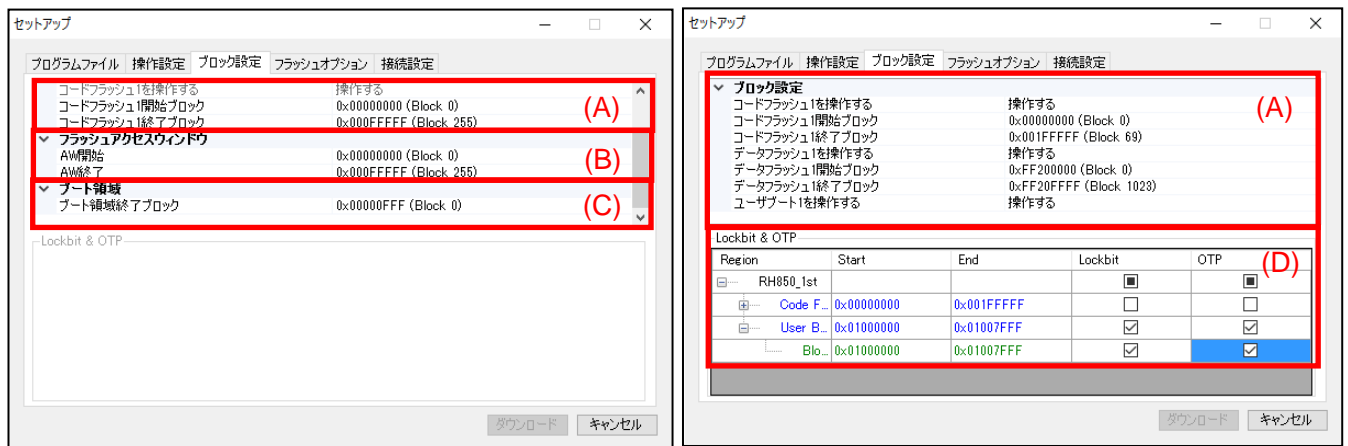 セットアップ
プログラムファイル 操作設定 ブロック設定 フラッシュオプション 接続設定
コードフラッシュ1を操作する 操作する
コードフラッシュ1開始ブロック 0x00000000 (Block 0)
コードフラッシュ1終了ブロック 0x000FFFFF (Block 255)
(A)
フラッシュアクセスウィンドウ
AW開始 0x00000000 (Block 0)
AW終了 0x000FFFFF (Block 255)
(B)
ブート領域
ブート領域終了ブロック 0x00000FFF (Block 0)
(C)
Lockbit & OTP
ダウンロード キャンセル
セットアップ
プログラムファイル 操作設定 ブロック設定 フラッシュオプション 接続設定
ブロック設定
コードフラッシュ1を操作する 操作する
コードフラッシュ1開始ブロック 0x00000000 (Block 0)
コードフラッシュ1終了ブロック 0x001FFFFF (Block 69)
データフラッシュ1を操作する 操作する
データフラッシュ1開始ブロック 0xFF200000 (Block 0)
データフラッシュ1終了ブロック 0xFF20FFFF (Block 1023)
ユーザブート1を操作する 操作する
(A)
Lockbit & OTP
Region Start End Lockbit OTP
(D)
RH850_1st
Code F... 0x00000000 0x001FFFFF
User B... 0x01000000 0x01007FFF
Blo... 0x01000000 0x01007FFF
ダウンロード キャンセル